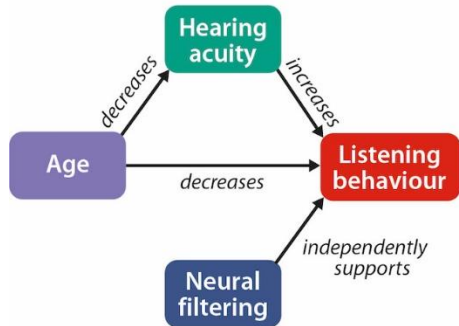 Hearing
acuity
decreases
increases
Age
decreases
Listening
behaviour
independently
supports
Neural
filtering